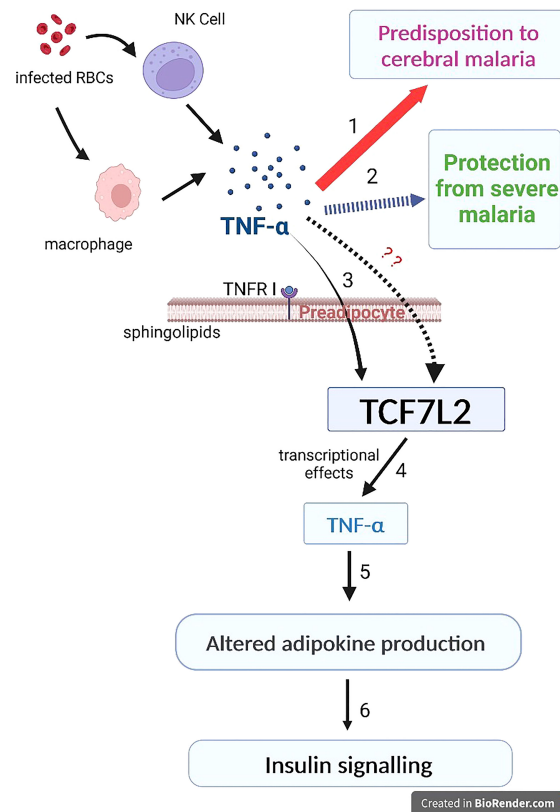 NK Cell
infected RBCs
Predisposition to
cerebral malaria
1
2
Protection
from severe
malaria
TNF-α
macrophage
??
3
TNFR I
Preadipocyte
sphingolipids
TCF7L2
transcriptional
effects
4
TNF-α
5
Altered adipokine production
6
Insulin signalling
Created in BioRender.com